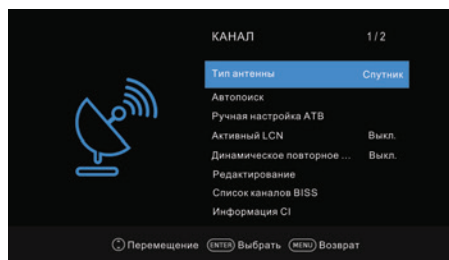 КАНАЛ 1/2
Тип антенны Спутник
Автопоиск
Ручная настройка АТВ
Активный LCN Выкл.
Динамическое повторное ... Выкл.
Редактирование
Список каналов BISS
Информация CI
Перемещение ENTER Выбрать MENU Возврат